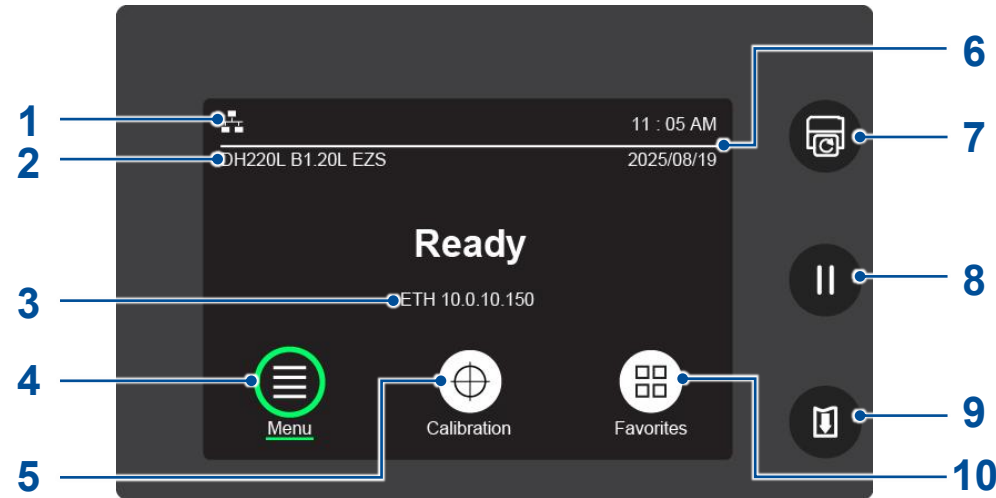 1
11 : 05 AM
6
2
DH220L B1.20L EZS
2025/08/19
7
Ready
3
ETH 10.0.10.150
8
4
Menu
Calibration
Favorites
9
5
10